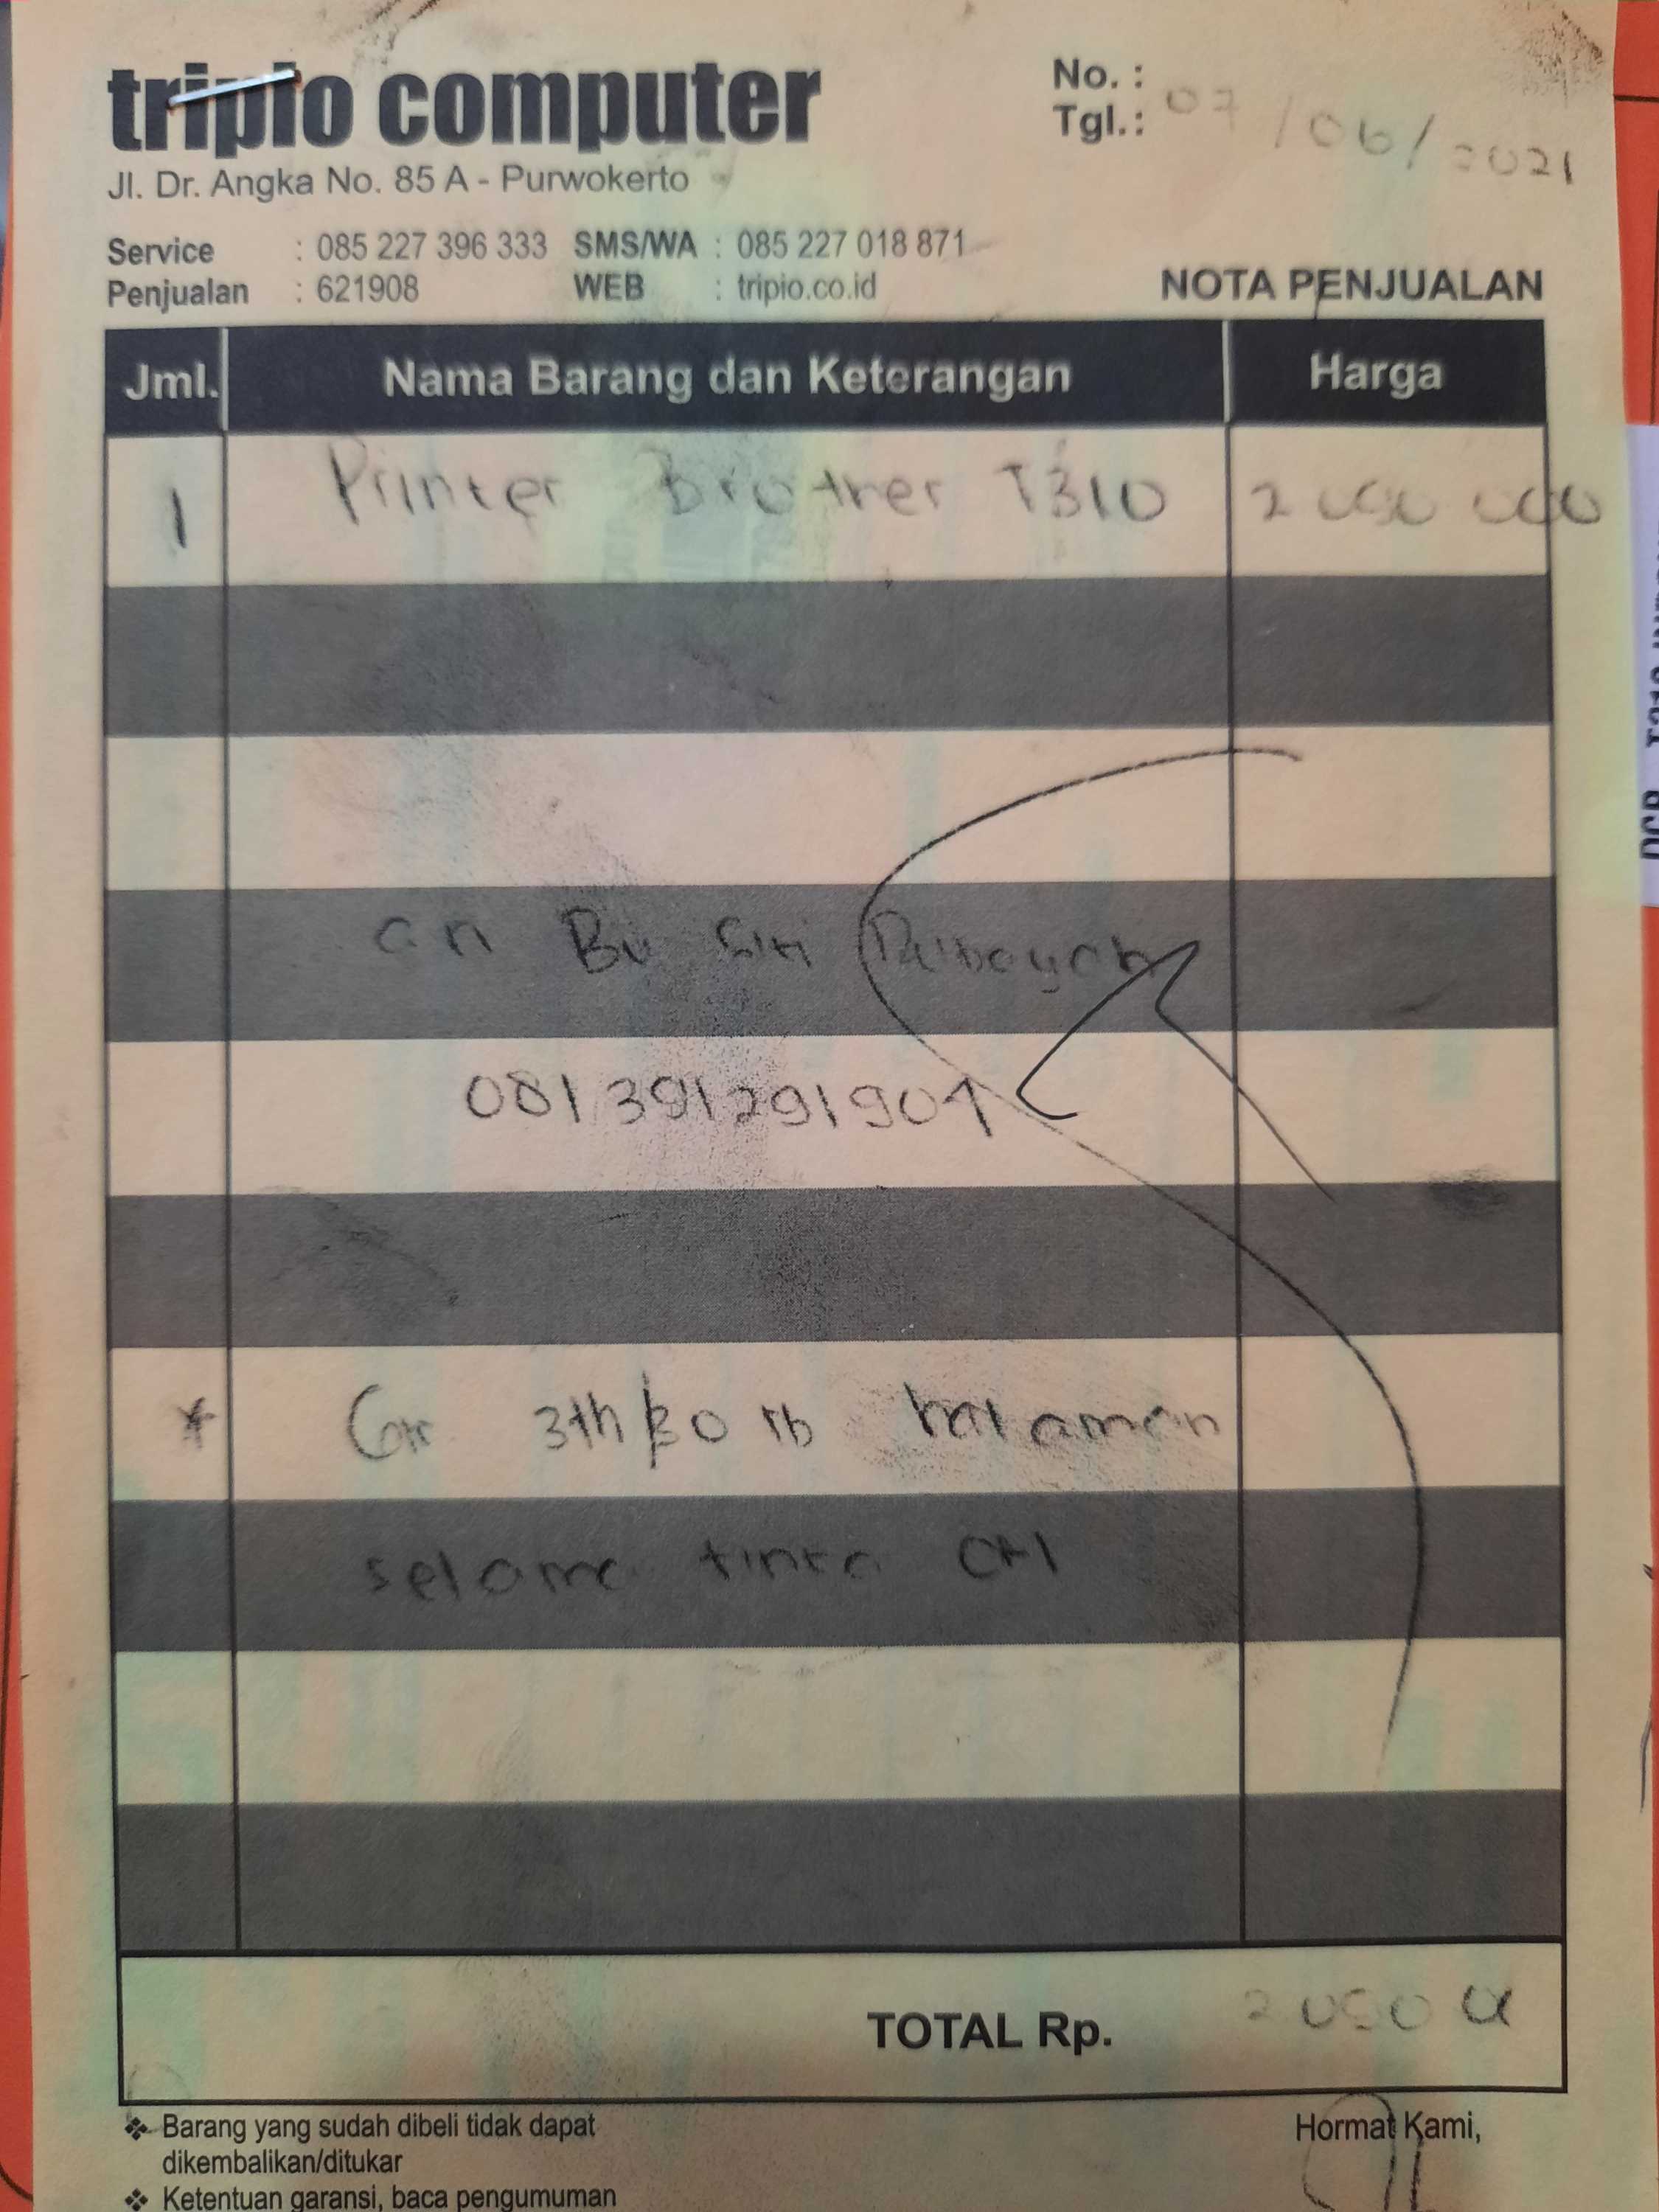 tripio computer
Jl. Dr. Angka No. 85 A - Purwokerto
No. :
Tgl.: 07/06/2021
Service : 085 227 396 333 SMS/WA : 085 227 018 871
Penjualan : 621908 WEB : tripio.co.id
NOTA PENJUALAN
Jml. Nama Barang dan Keterangan Harga
1 Printer Brother T310 2 050 000
an Bu Siti
081391291901
* Gr 3th/30 rb halaman
selama tinta ori
TOTAL Rp. 2 050
❖ Barang yang sudah dibeli tidak dapat
dikembalikan/ditukar
❖ Ketentuan garansi, baca pengumuman
Hormat Kami,
DCP T310